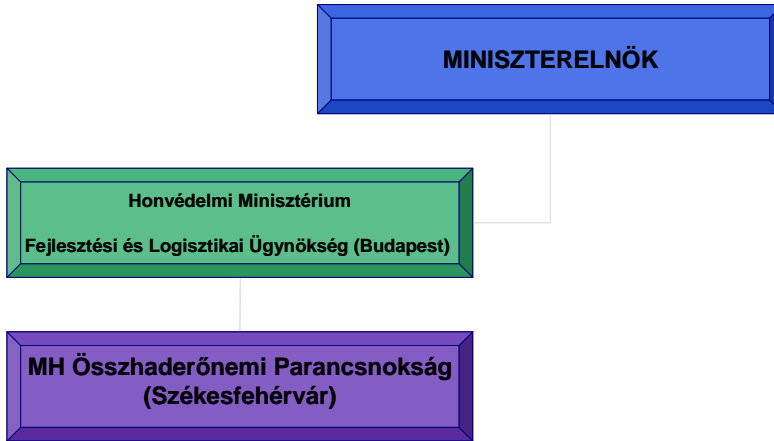 MINISZTERELNÖK
Honvédelmi Minisztérium
Fejlesztési és Logisztikai Ügynökség (Budapest)
MH Összhaderőnemi Parancsnokság
(Székesfehérvár)